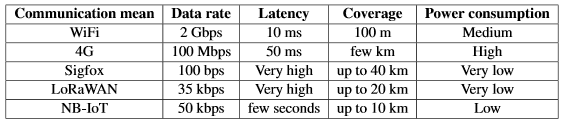 Communication mean Data rate Latency Coverage Power consumption
WiFi 2 Gbps 10 ms 100 m Medium
4G 100 Mbps 50 ms few km High
Sigfox 100 bps Very high up to 40 km Very low
LoRaWAN 35 kbps Very high up to 20 km Very low
NB-IoT 50 kbps few seconds up to 10 km Low